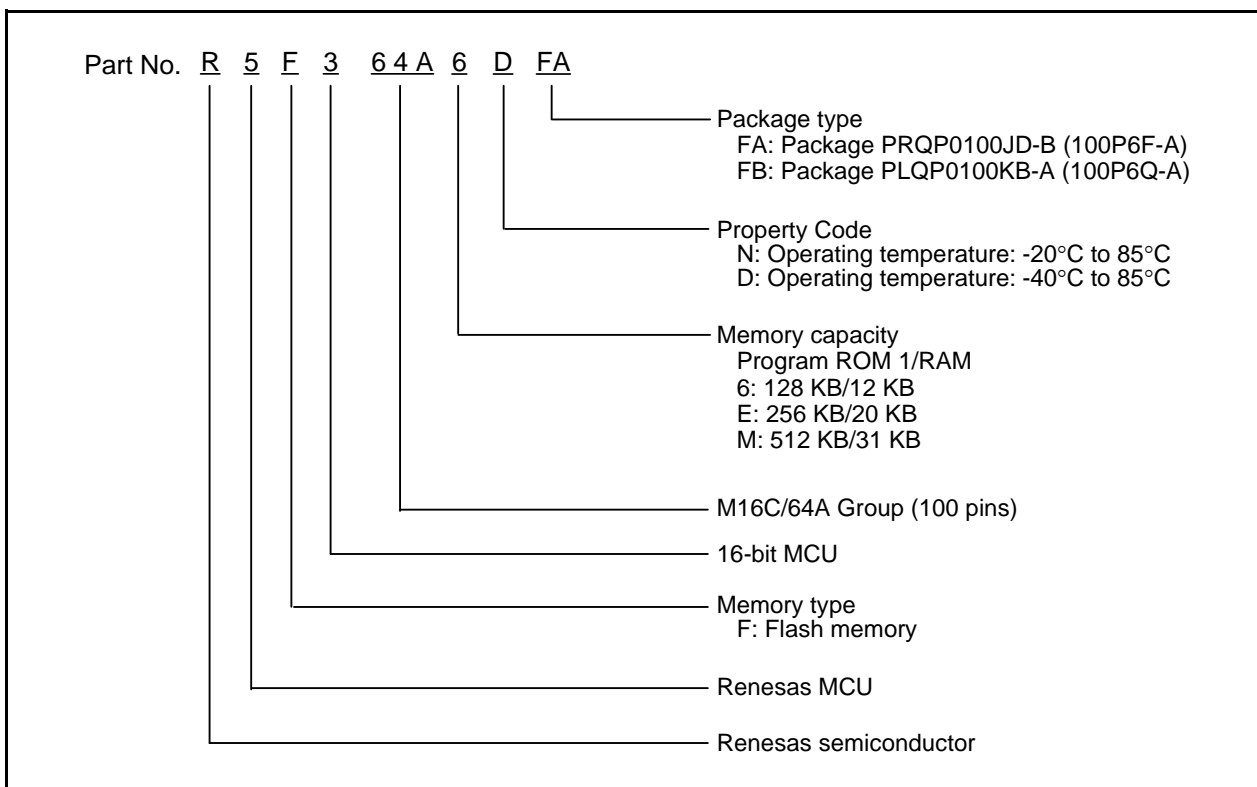 Part No. R 5 F 3 6 4 A 6 D FA
Package type
FA: Package PRQP0100JD-B (100P6F-A)
FB: Package PLQP0100KB-A (100P6Q-A)
Property Code
N: Operating temperature: -20°C to 85°C
D: Operating temperature: -40°C to 85°C
Memory capacity
Program ROM 1/RAM
6: 128 KB/12 KB
E: 256 KB/20 KB
M: 512 KB/31 KB
M16C/64A Group (100 pins)
16-bit MCU
Memory type
F: Flash memory
Renesas MCU
Renesas semiconductor